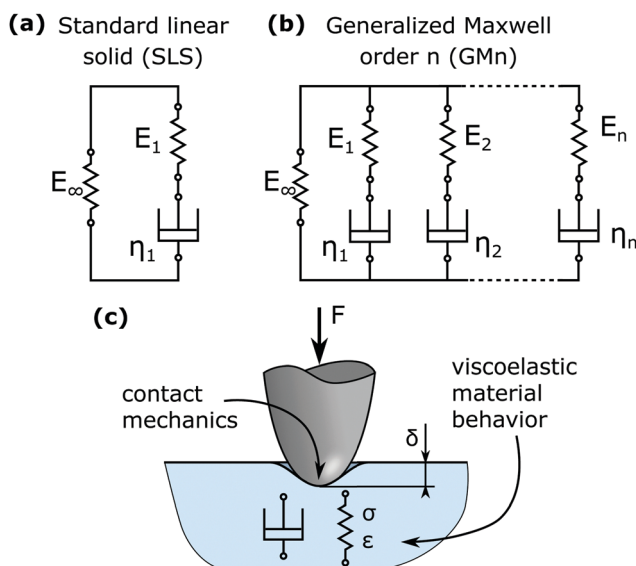 (a) Standard linear
solid (SLS)
E∞
E1
η1
(b) Generalized Maxwell
order n (GMn)
E∞
E1
E2
En
η1
η2
ηn
(c)
F
contact
mechanics
viscoelastic
material
behavior
δ
σ
ε